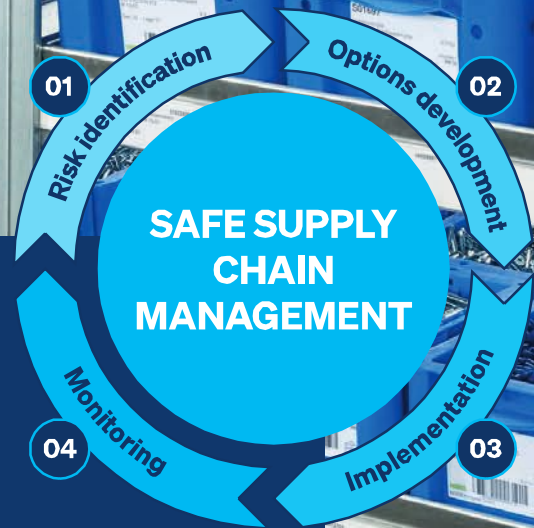 01
Risk identification
Options development
02
SAFE SUPPLY
CHAIN
MANAGEMENT
04
Monitoring
Implementation
03